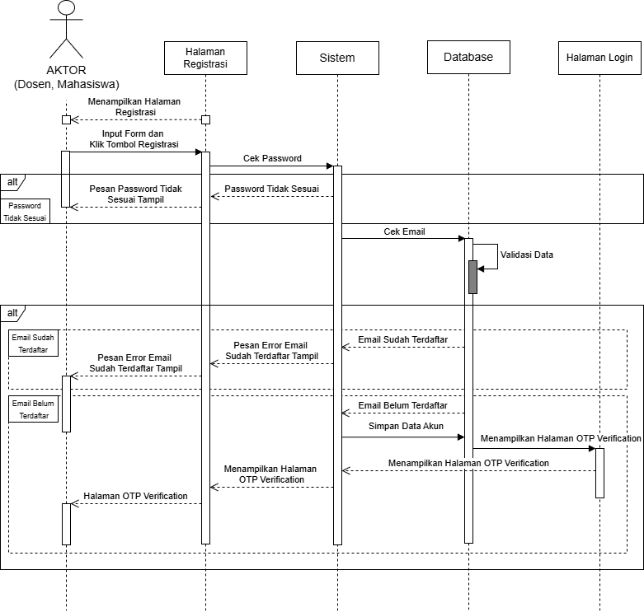 AKTOR
(Dosen, Mahasiswa)
Halaman
Registrasi
Sistem
Database
Halaman Login
Menampilkan Halaman
Registrasi
Input Form dan
Klik Tombol Registrasi
Cek Password
alt
Password
Tidak Sesuai
Pesan Password Tidak
Sesuai Tampil
Password Tidak Sesuai
Cek Email
Validasi Data
alt
Email Sudah
Terdaftar
Email Sudah Terdaftar
Pesan Error Email
Sudah Terdaftar Tampil
Pesan Error Email
Sudah Terdaftar Tampil
Email Belum
Terdaftar
Email Belum Terdaftar
Simpan Data Akun
Menampilkan Halaman OTP Verification
Menampilkan Halaman OTP Verification
Menampilkan Halaman
OTP Verification
Halaman OTP Verification